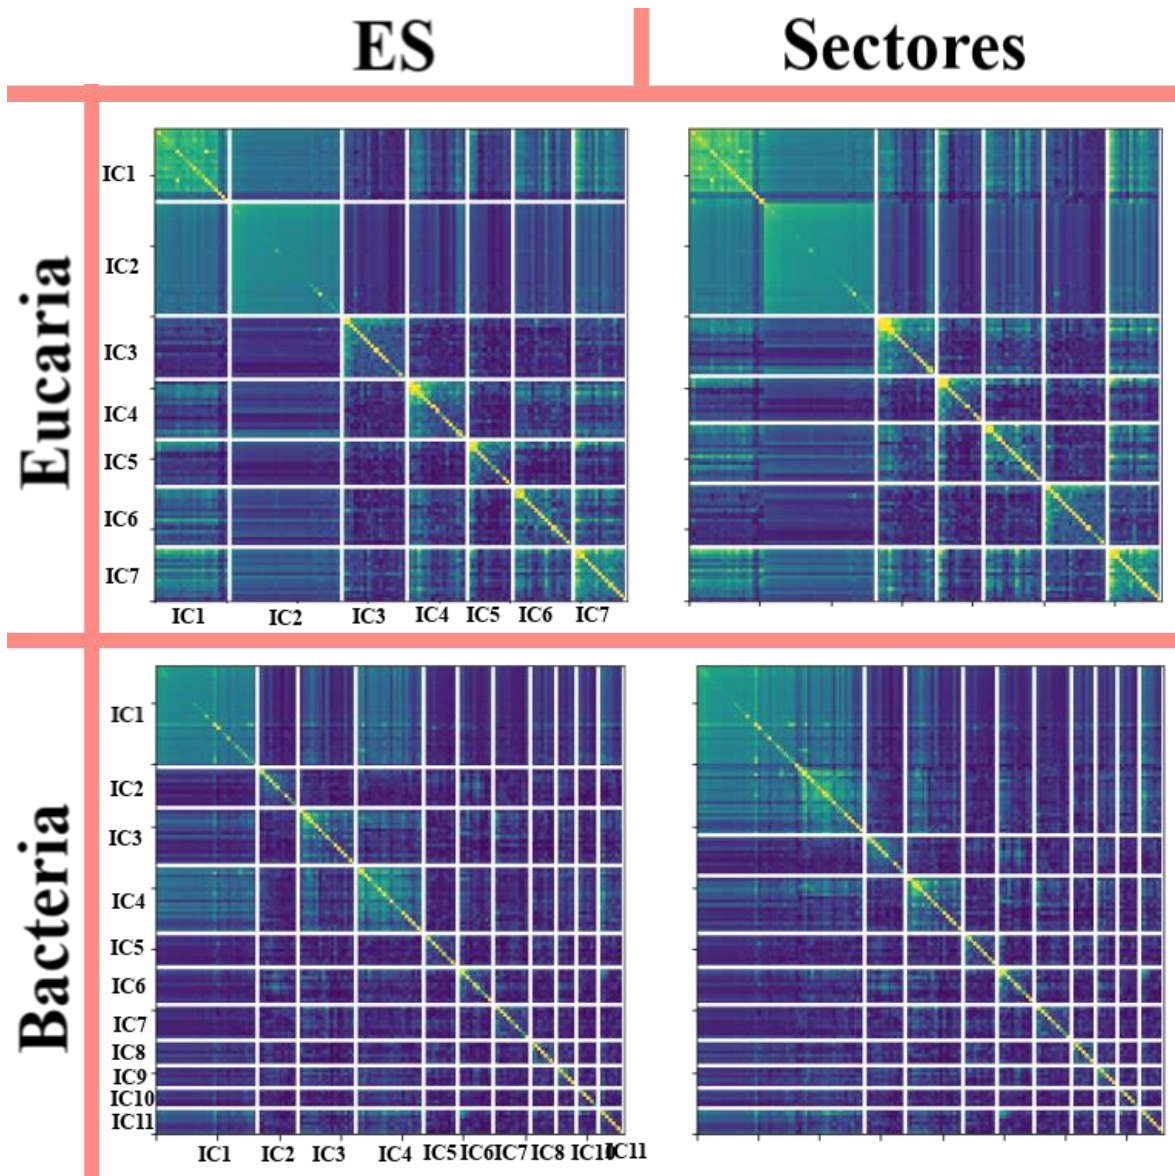 ES
Sectores
Eucaria
IC1
IC2
IC3
IC4
IC5
IC6
IC7
IC1 IC2 IC3 IC4 IC5 IC6 IC7
Bacteria
IC1
IC2
IC3
IC4
IC5
IC6
IC7
IC8
IC9
IC10
IC11
IC1 IC2 IC3 IC4 IC5 IC6 IC7 IC8 IC10 IC11